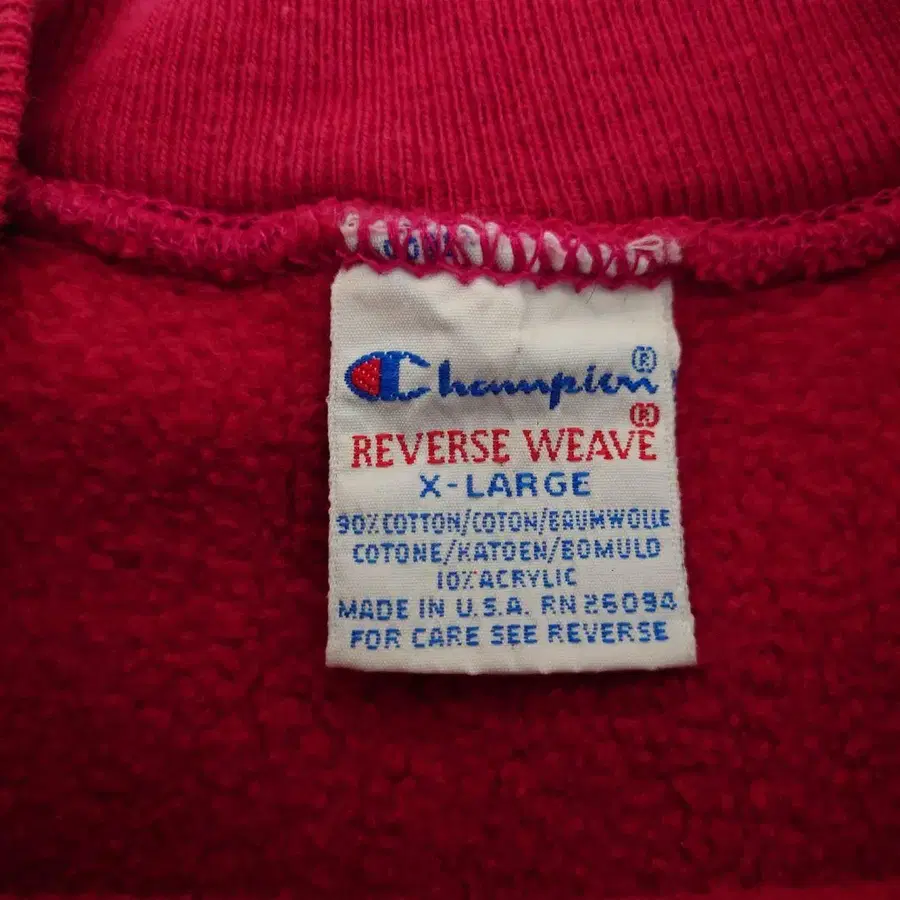 Champion®
REVERSE WEAVE®
X-LARGE
90% COTTON/COTON/BAUMWOLLE
COTONE/KATOEN/BOMULD
10% ACRYLIC
MADE IN U.S.A. RN 26094
FOR CARE SEE REVERSE